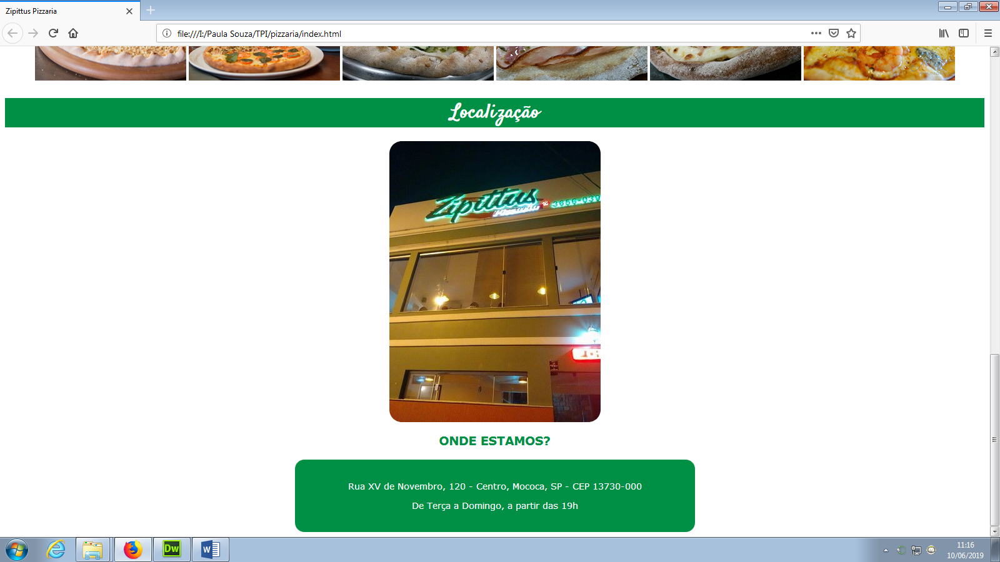 Zipittus Pizzaria
file:///I:/Paula Souza/TPI/pizzaria/index.html
Localização
Zipittus
Pizzaria
3656-039
ONDE ESTAMOS?
Rua XV de Novembro, 120 - Centro, Mococa, SP - CEP 13730-000
De Terça a Domingo, a partir das 19h
Dw
W
11:16
10/06/2019